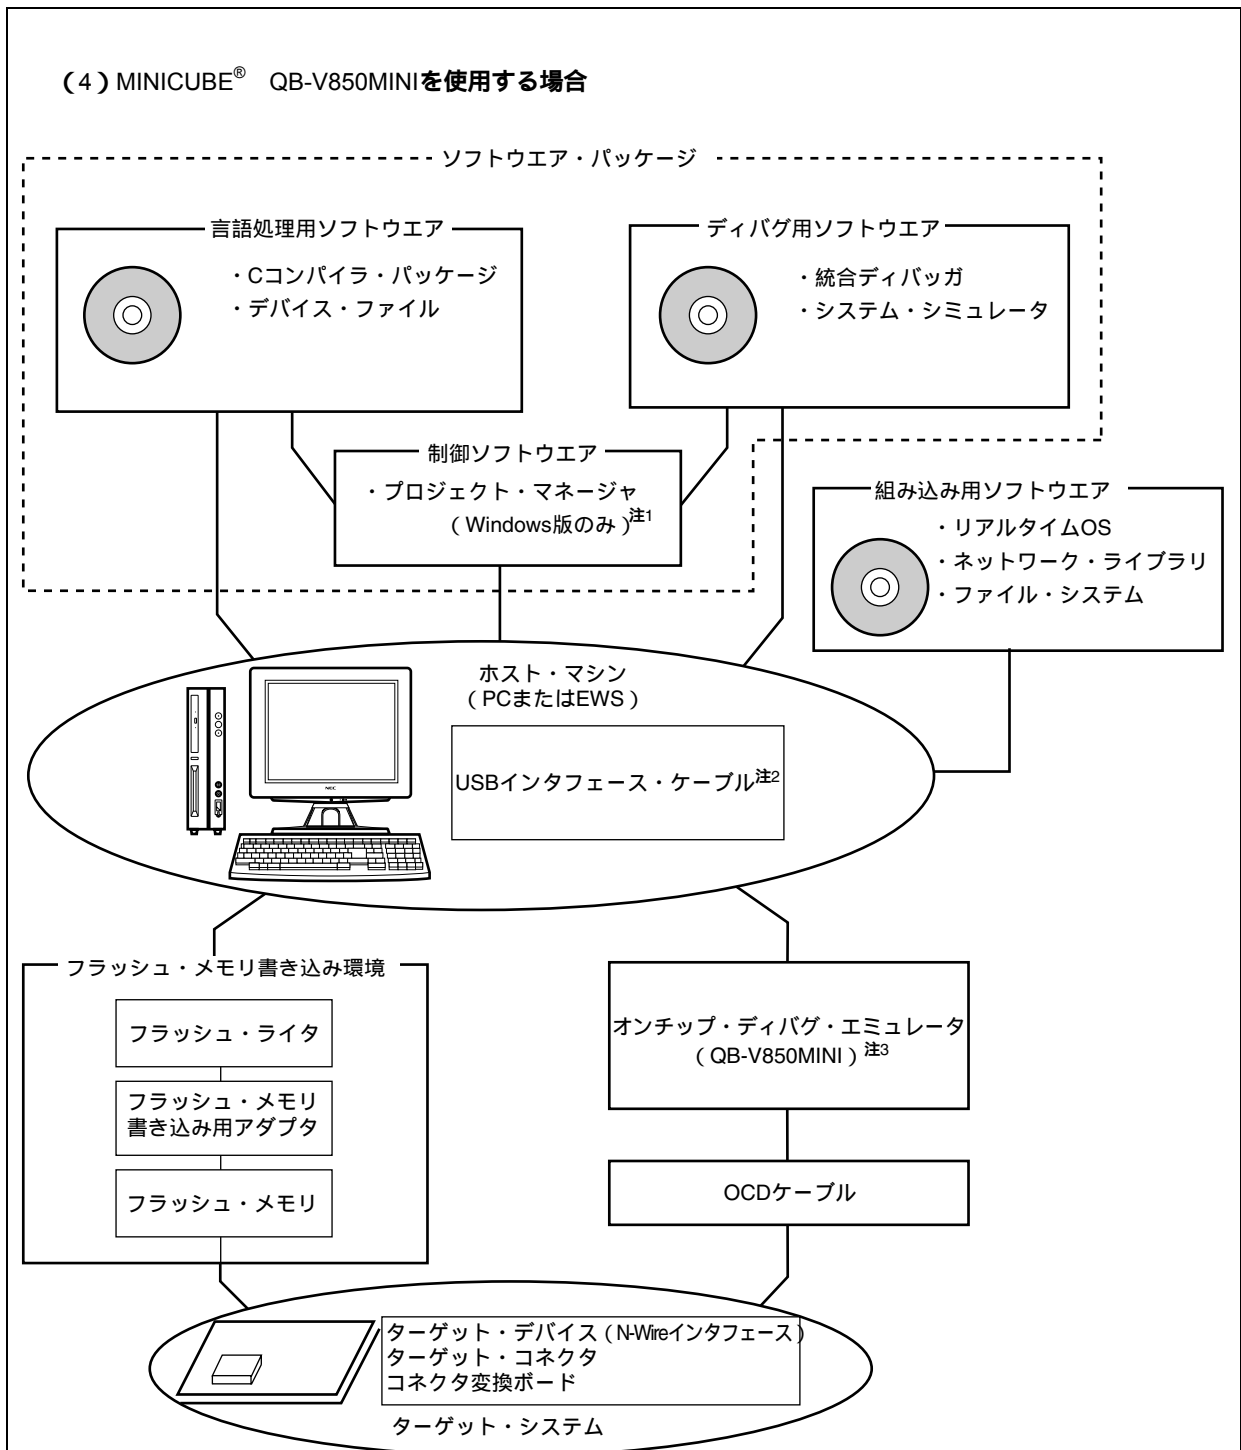 （4）MINICUBE® QB-V850MINIを使用する場合
ソフトウエア・パッケージ
言語処理用ソフトウエア
・Cコンパイラ・パッケージ
・デバイス・ファイル
ディバグ用ソフトウエア
・統合ディバッガ
・システム・シミュレータ
制御ソフトウエア
・プロジェクト・マネージャ
（Windows版のみ）注1
組み込み用ソフトウエア
・リアルタイムOS
・ネットワーク・ライブラリ
・ファイル・システム
ホスト・マシン
（PCまたはEWS）
USBインタフェース・ケーブル注2
NEC
フラッシュ・メモリ書き込み環境
フラッシュ・ライタ
フラッシュ・メモリ
書き込み用アダプタ
フラッシュ・メモリ
オンチップ・ディバグ・エミュレータ
（QB-V850MINI）注3
OCDケーブル
ターゲット・デバイス（N-Wireインタフェース）
ターゲット・コネクタ
コネクタ変換ボード
ターゲット・システム